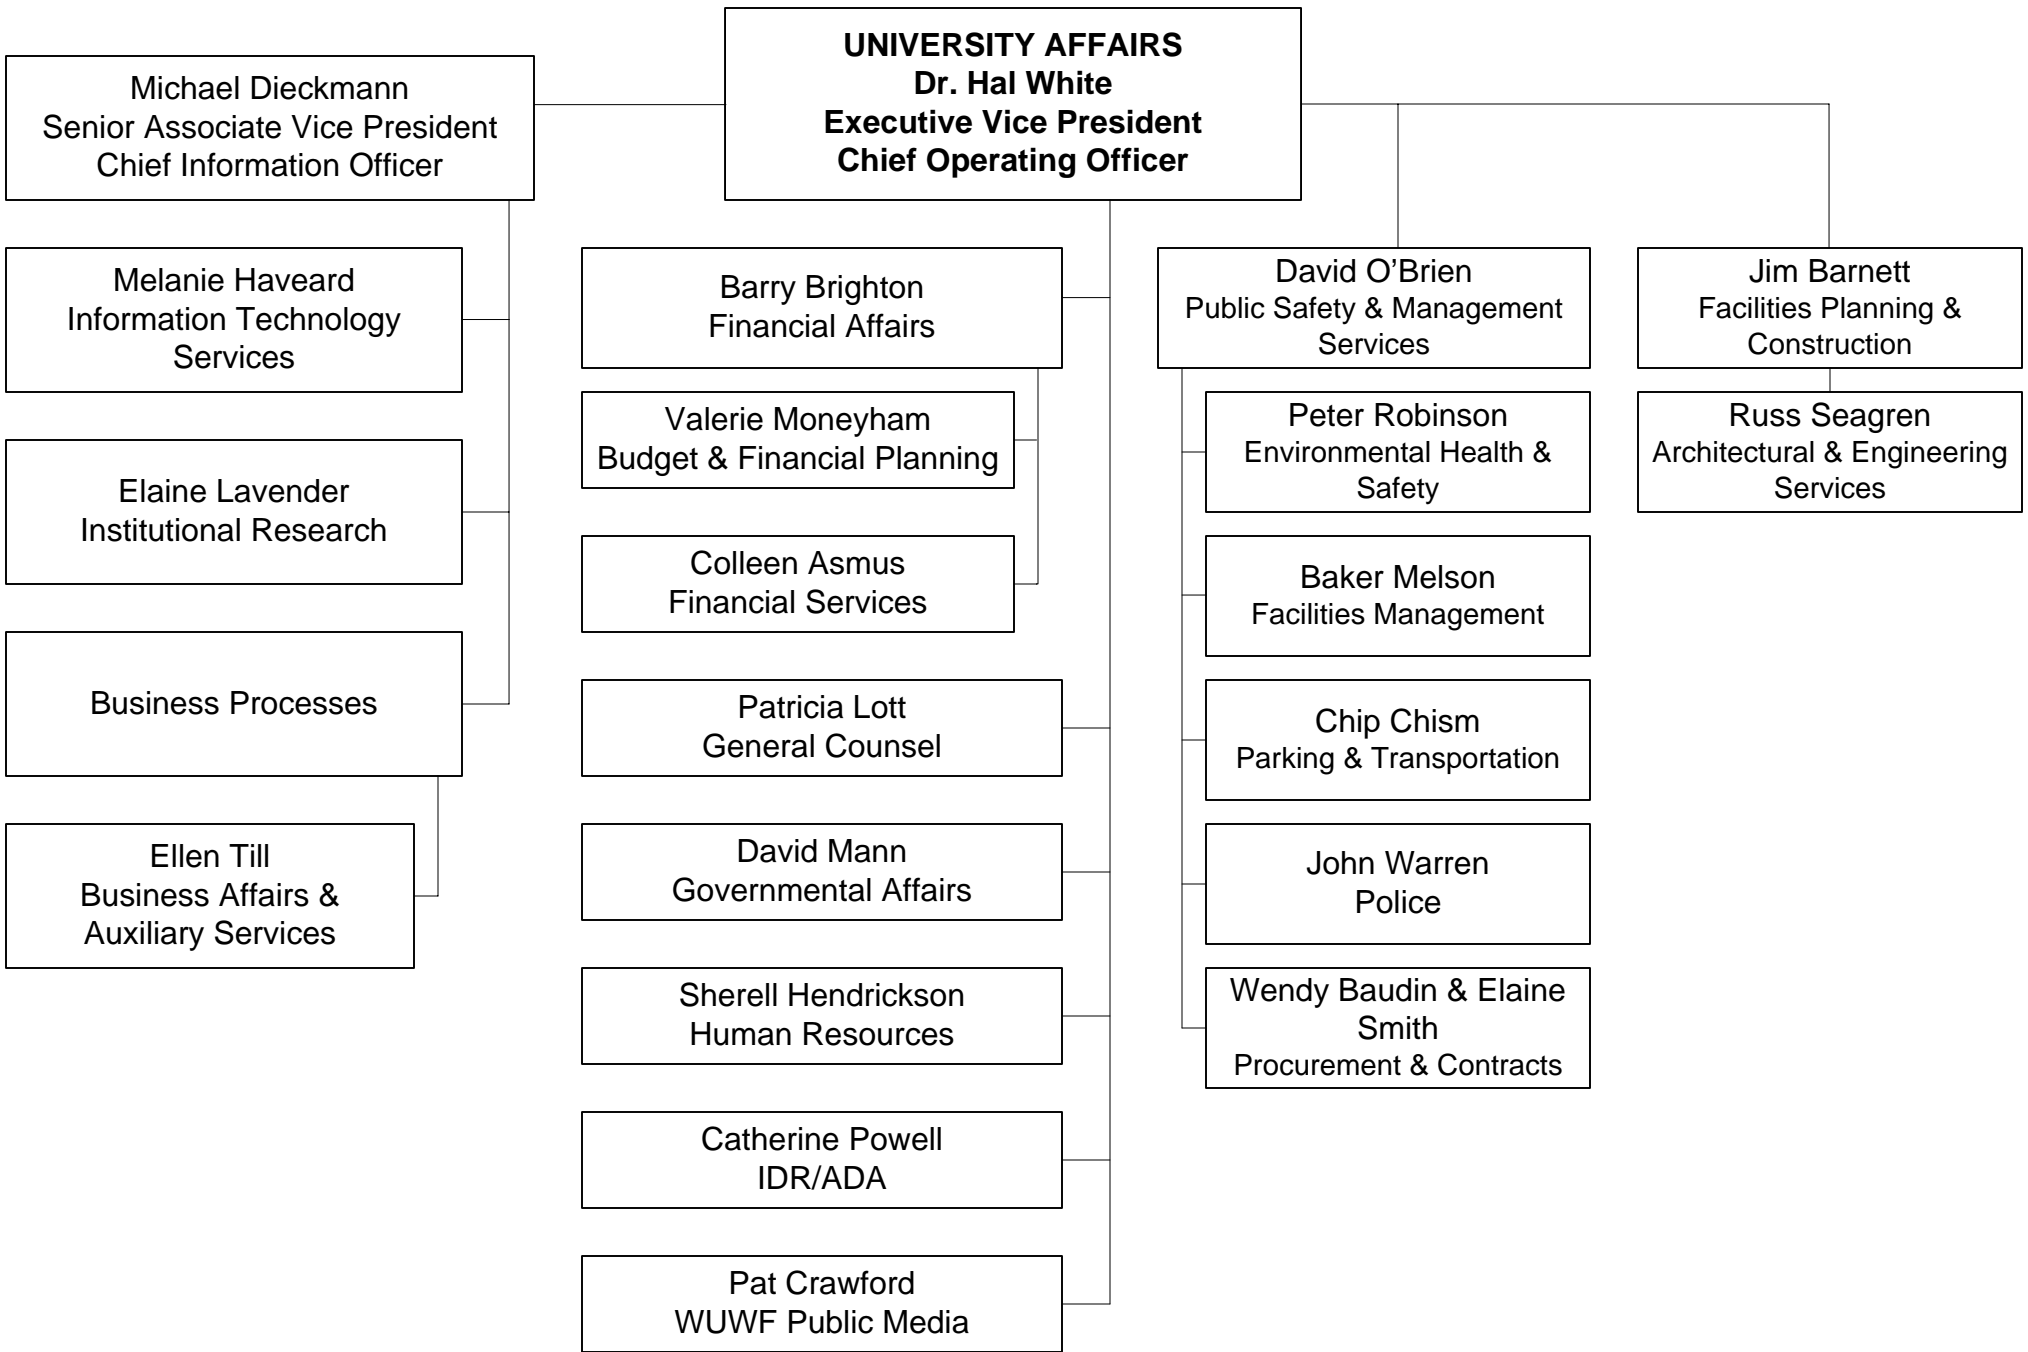 UNIVERSITY AFFAIRS
Dr. Hal White
Executive Vice President
Chief Operating Officer
Michael Dieckmann
Senior Associate Vice President
Chief Information Officer
Melanie Haveard
Information Technology
Services
Elaine Lavender
Institutional Research
Business Processes
Ellen Till
Business Affairs &
Auxiliary Services
Barry Brighton
Financial Affairs
Valerie Moneyham
Budget & Financial Planning
Colleen Asmus
Financial Services
Patricia Lott
General Counsel
David Mann
Governmental Affairs
Sherell Hendrickson
Human Resources
Catherine Powell
IDR/ADA
Pat Crawford
WUWF Public Media
David O’Brien
Public Safety & Management
Services
Peter Robinson
Environmental Health &
Safety
Baker Melson
Facilities Management
Chip Chism
Parking & Transportation
John Warren
Police
Wendy Baudin & Elaine
Smith
Procurement & Contracts
Jim Barnett
Facilities Planning &
Construction
Russ Seagren
Architectural & Engineering
Services